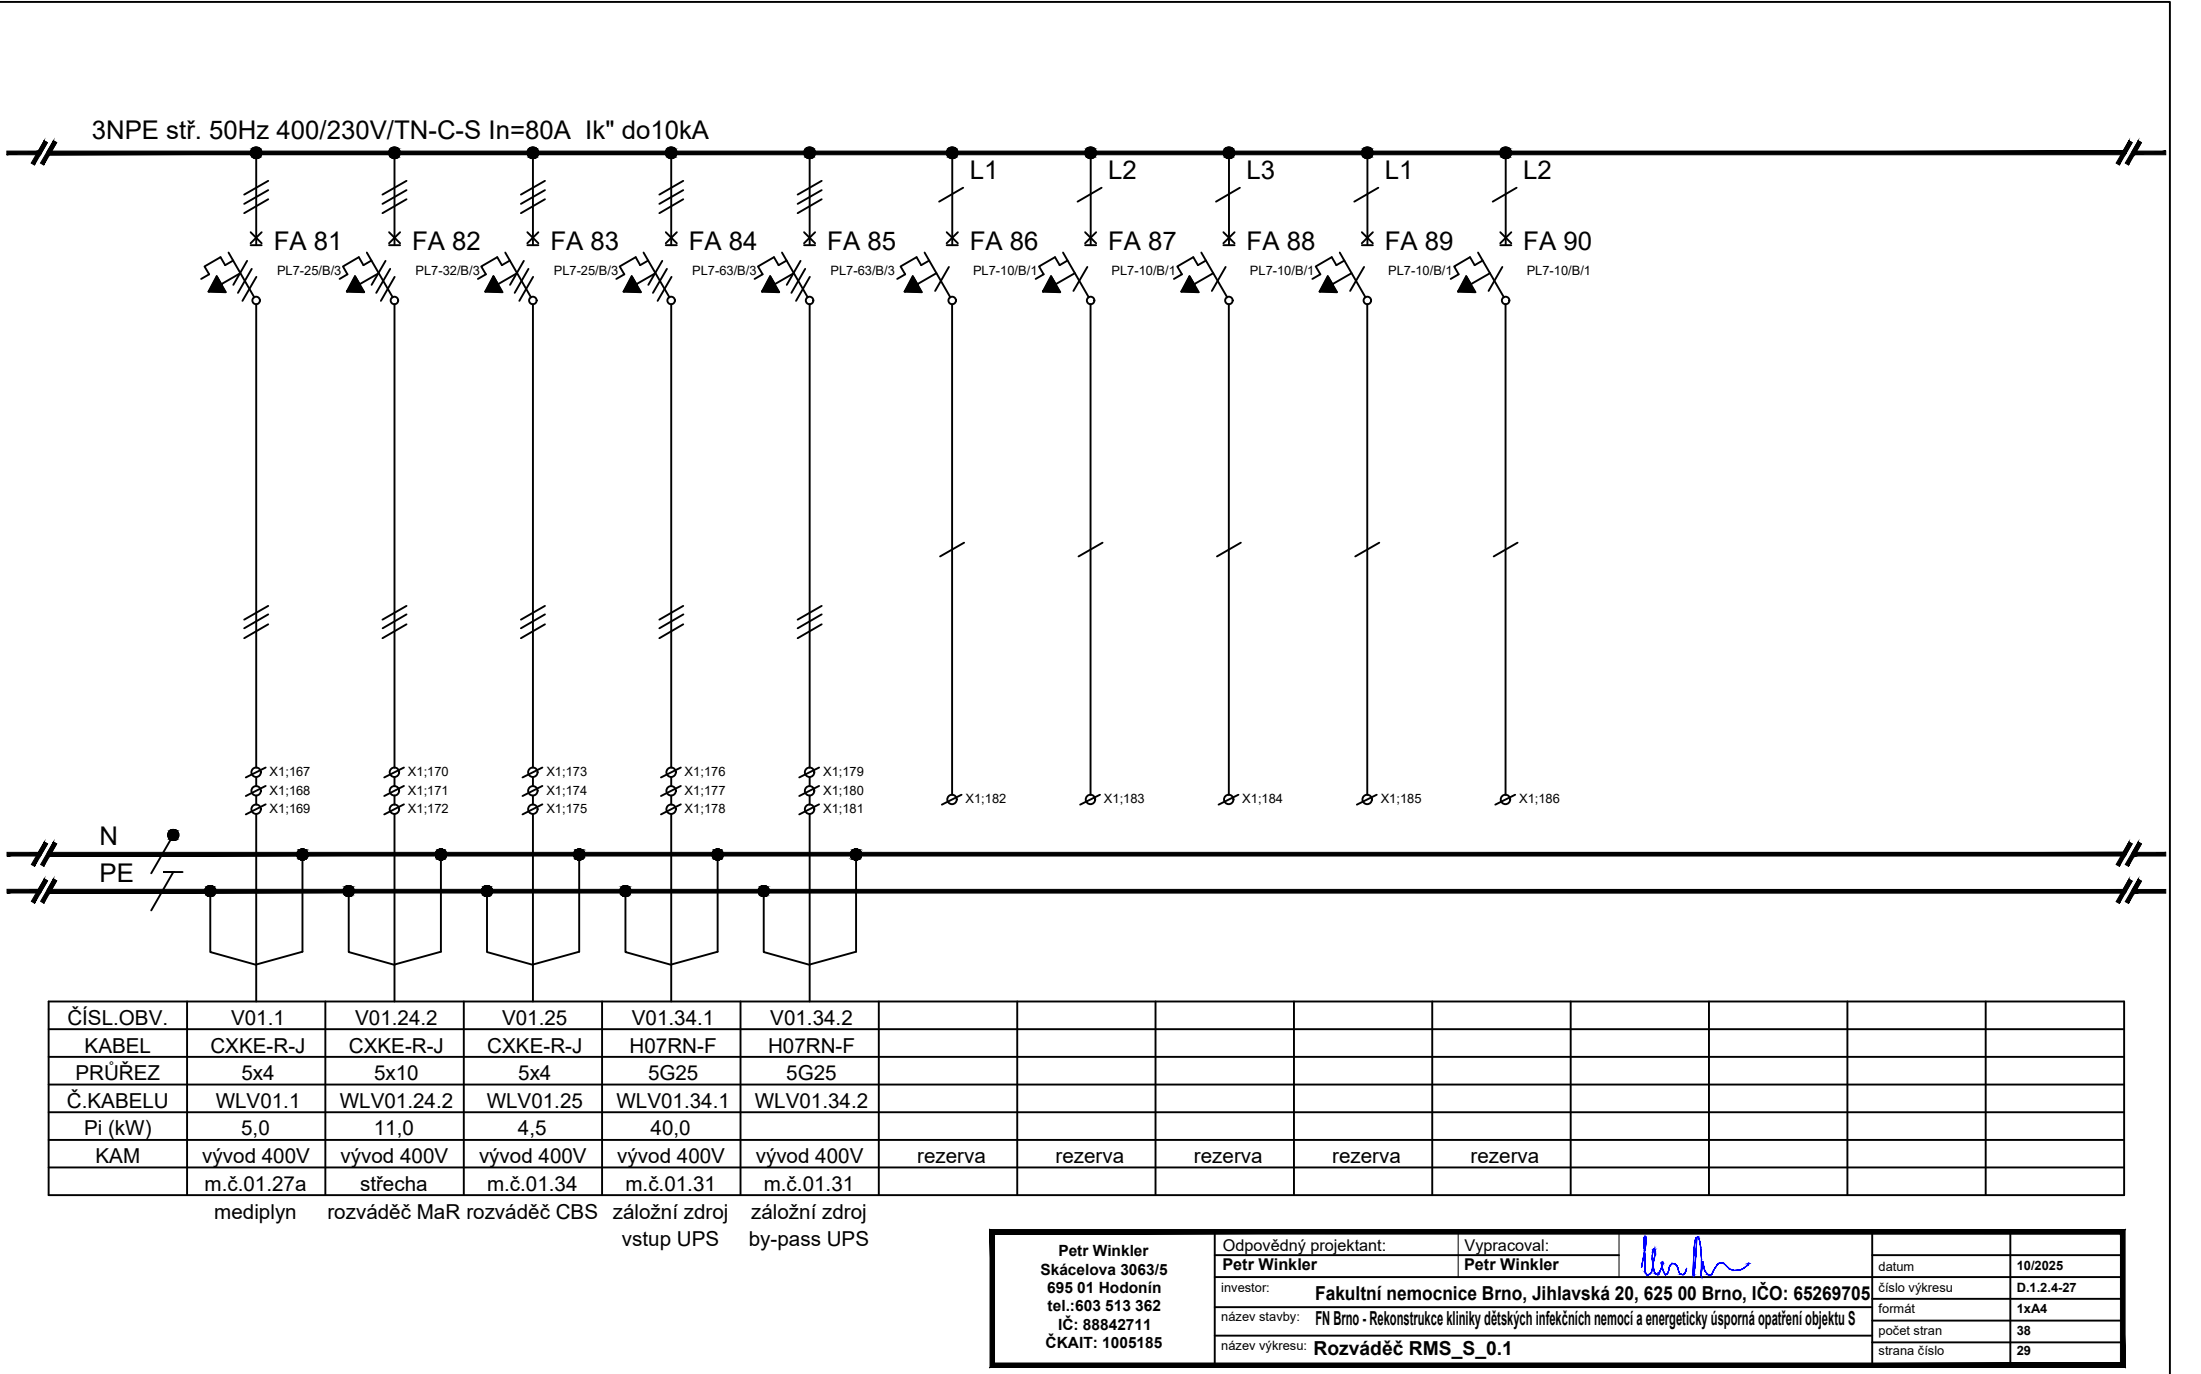 3NPE stř. 50Hz 400/230V/TN-C-S In=80A Ik" do10kA
L1 L2 L3 L1 L2
FA 81 FA 82 FA 83 FA 84 FA 85 FA 86 FA 87 FA 88 FA 89 FA 90
PL7-25/B/3 PL7-32/B/3 PL7-25/B/3 PL7-63/B/3 PL7-63/B/3 PL7-10/B/1 PL7-10/B/1 PL7-10/B/1 PL7-10/B/1 PL7-10/B/1
X1;167 X1;170 X1;173 X1;176 X1;179
X1;168 X1;171 X1;174 X1;177 X1;180
X1;182 X1;183 X1;184 X1;185 X1;186
X1;169 X1;172 X1;175 X1;178 X1;181
N
PE
ČÍSL.OBV. V01.1 V01.24.2 V01.25 V01.34.1 V01.34.2
KABEL CXKE-R-J CXKE-R-J CXKE-R-J H07RN-F H07RN-F
PRŮŘEZ 5x4 5x10 5x4 5G25 5G25
Č.KABELU WLV01.1 WLV01.24.2 WLV01.25 WLV01.34.1 WLV01.34.2
Pi (kW) 5,0 11,0 4,5 40,0
KAM vývod 400V vývod 400V vývod 400V vývod 400V vývod 400V rezerva rezerva rezerva rezerva rezerva
m.č.01.27a střecha m.č.01.34 m.č.01.31 m.č.01.31
mediplyn rozváděč MaR rozváděč CBS záložní zdroj záložní zdroj
vstup UPS by-pass UPS
Petr Winkler
Skácelova 3063/5
695 01 Hodonín
tel.:603 513 362
IČ: 88842711
ČKAIT: 1005185
Odpovědný projektant: Vypracoval:
Petr Winkler Petr Winkler
investor: Fakultní nemocnice Brno, Jihlavská 20, 625 00 Brno, IČO: 65269705
název stavby: FN Brno - Rekonstrukce kliniky dětských infekčních nemocí a energeticky úsporná opatření objektu S
název výkresu: Rozváděč RMS_S_0.1
datum 10/2025
číslo výkresu D.1.2.4-27
formát 1xA4
počet stran 38
strana číslo 29